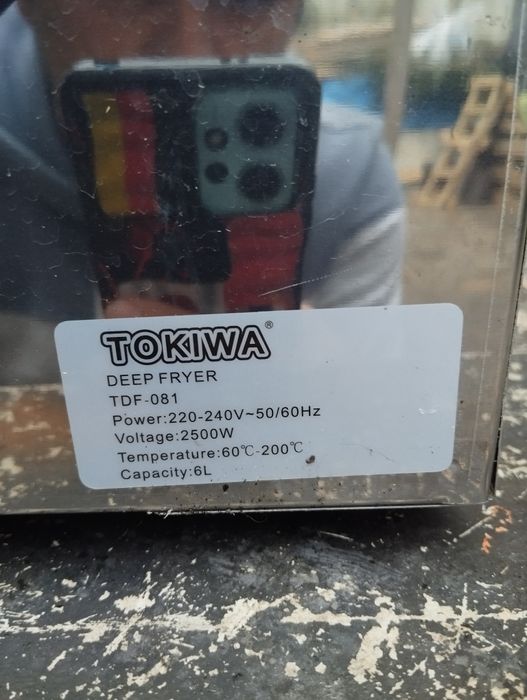 TOKIWA®
DEEP FRYER
TDF-081
Power:220-240V~50/60Hz
Voltage:2500W
Temperature:60℃-200℃
Capacity:6L